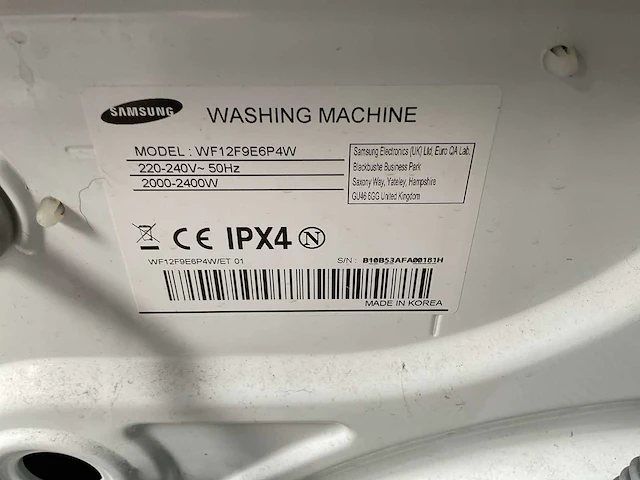 SAMSUNG
WASHING MACHINE
MODEL : WF12F9E6P4W
220-240V~ 50Hz
2000-2400W
Samsung Electronics (UK) Ltd, Euro QA Lab.
Blackbushe Business Park
Saxony Way, Yateley, Hampshire
GU46 6GG United Kingdom
CE IPX4 N
WF12F9E6P4W/ET 01
S/N : B10B53AFA00161H
MADE IN KOREA